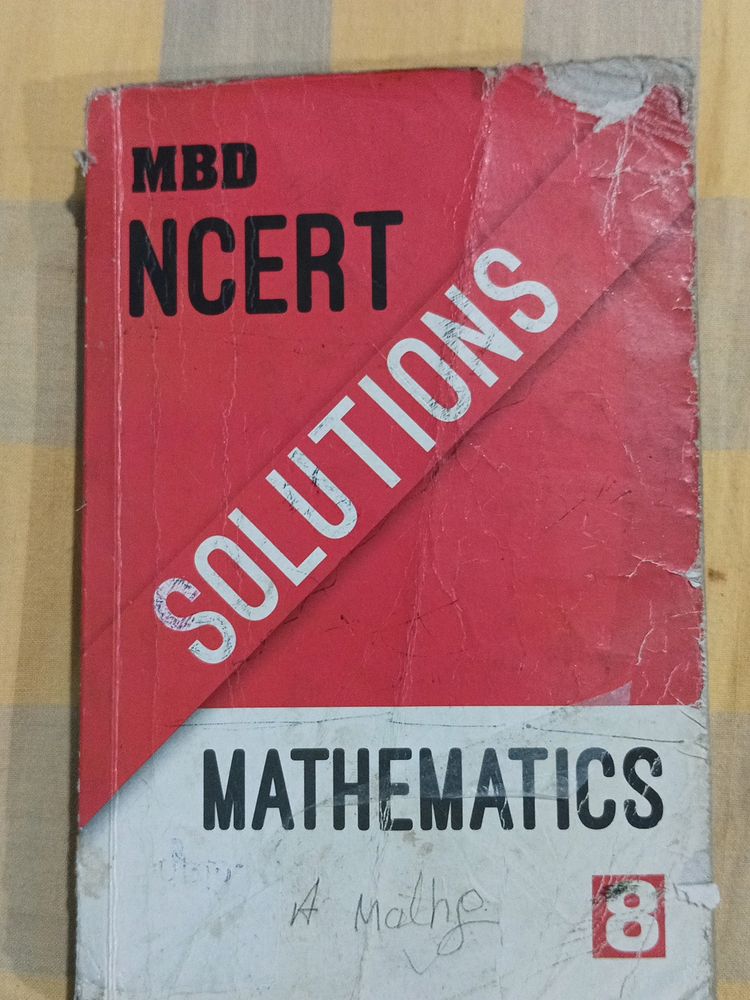 MBD
NCERT
SOLUTIONS
MATHEMATICS
A Maths
8